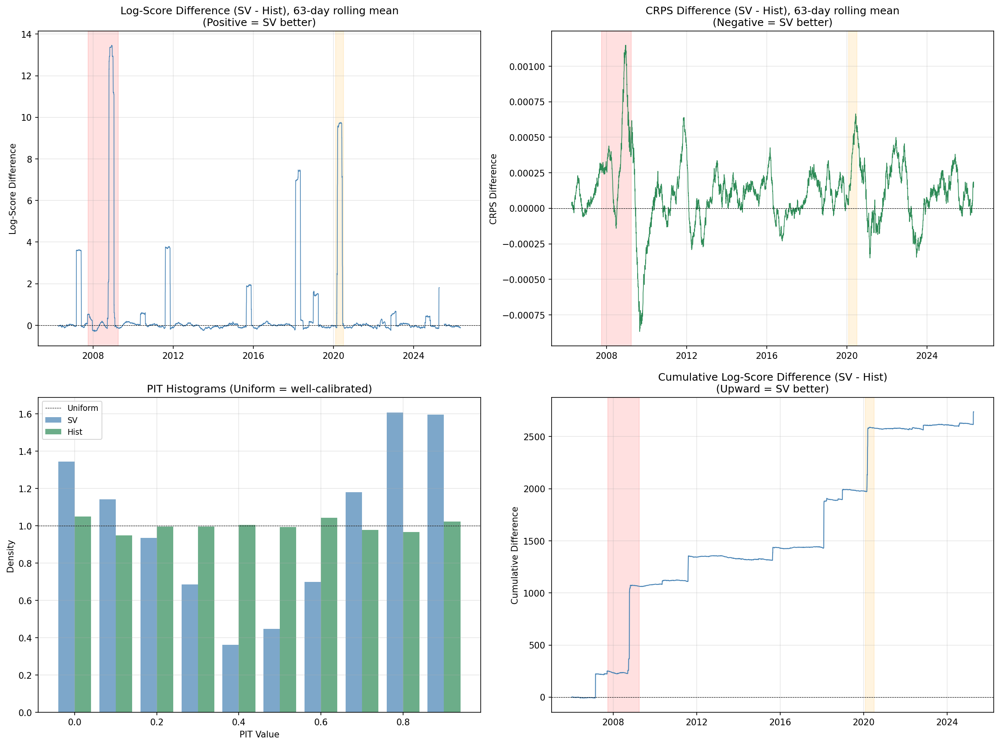 Log-Score Difference (SV - Hist), 63-day rolling mean
(Positive = SV better)
14
12
10
8
6
4
2
0
Log-Score Difference
2008 2012 2016 2020 2024
CRPS Difference (SV - Hist), 63-day rolling mean
(Negative = SV better)
0.00100
0.00075
0.00050
0.00025
0.00000
−0.00025
−0.00050
−0.00075
CRPS Difference
2008 2012 2016 2020 2024
PIT Histograms (Uniform = well-calibrated)
Uniform
SV
Hist
1.6
1.4
1.2
1.0
0.8
0.6
0.4
0.2
0.0
Density
0.0 0.2 0.4 0.6 0.8
PIT Value
Cumulative Log-Score Difference (SV - Hist)
(Upward = SV better)
2500
2000
1500
1000
500
0
Cumulative Difference
2008 2012 2016 2020 2024